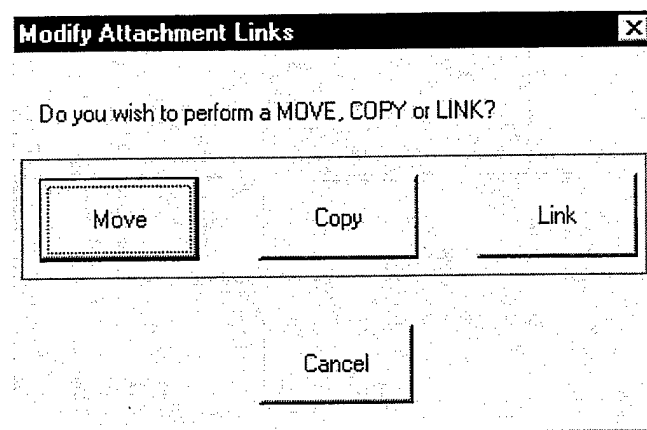 Modify Attachment Links
Do you wish to perform a MOVE, COPY or LINK?
Move Copy Link
Cancel